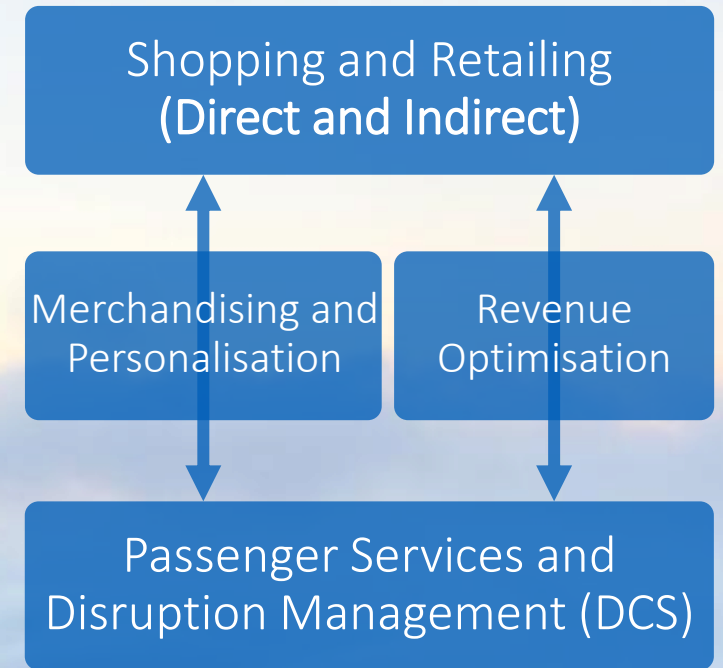 Shopping and Retailing
(Direct and Indirect)
Merchandising and
Personalisation
Revenue
Optimisation
Passenger Services and
Disruption Management (DCS)